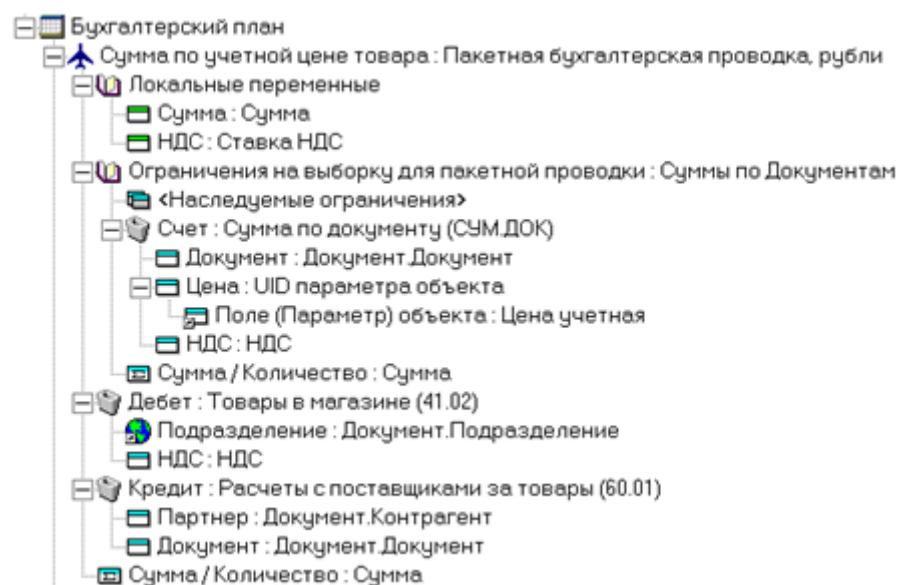 Бухгалтерский план
Сумма по учетной цене товара : Пакетная бухгалтерская проводка, рубли
Локальные переменные
Сумма : Сумма
НДС : Ставка НДС
Ограничения на выборку для пакетной проводки : Суммы по Документам
<Наследуемые ограничения>
Счет : Сумма по документу (СУМ.ДОК)
Документ : Документ.Документ
Цена : UID параметра объекта
Поле (Параметр) объекта : Цена учетная
НДС : НДС
Сумма / Количество : Сумма
Дебет : Товары в магазине (41.02)
Подразделение : Документ.Подразделение
НДС : НДС
Кредит : Расчеты с поставщиками за товары (60.01)
Партнер : Документ.Контрагент
Документ : Документ.Документ
Сумма / Количество : Сумма